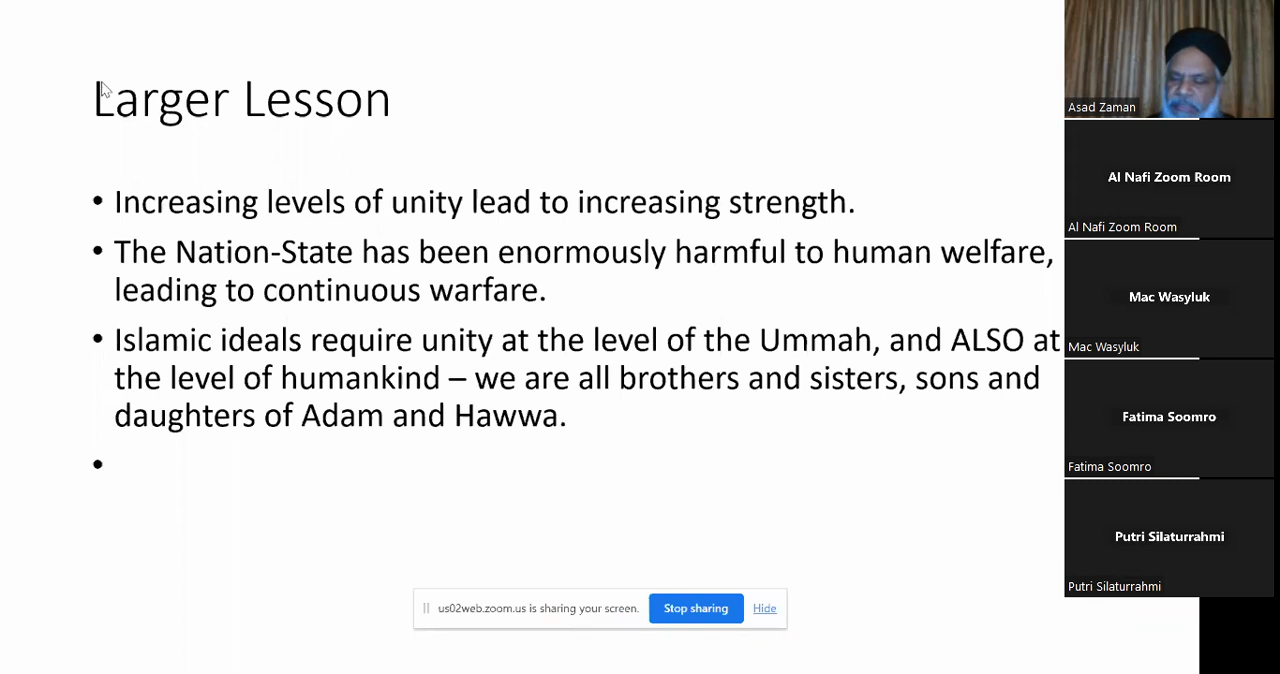 Larger Lesson
• Increasing levels of unity lead to increasing strength.
• The Nation-State has been enormously harmful to human welfare,
leading to continuous warfare.
• Islamic ideals require unity at the level of the Ummah, and ALSO at
the level of humankind – we are all brothers and sisters, sons and
daughters of Adam and Hawwa.
•
us02web.zoom.us is sharing your screen. Stop sharing Hide
Asad Zaman
Al Nafi Zoom Room
Al Nafi Zoom Room
Mac Wasyluk
Mac Wasyluk
Fatima Soomro
Fatima Soomro
Putri Silaturrahmi
Putri Silaturrahmi